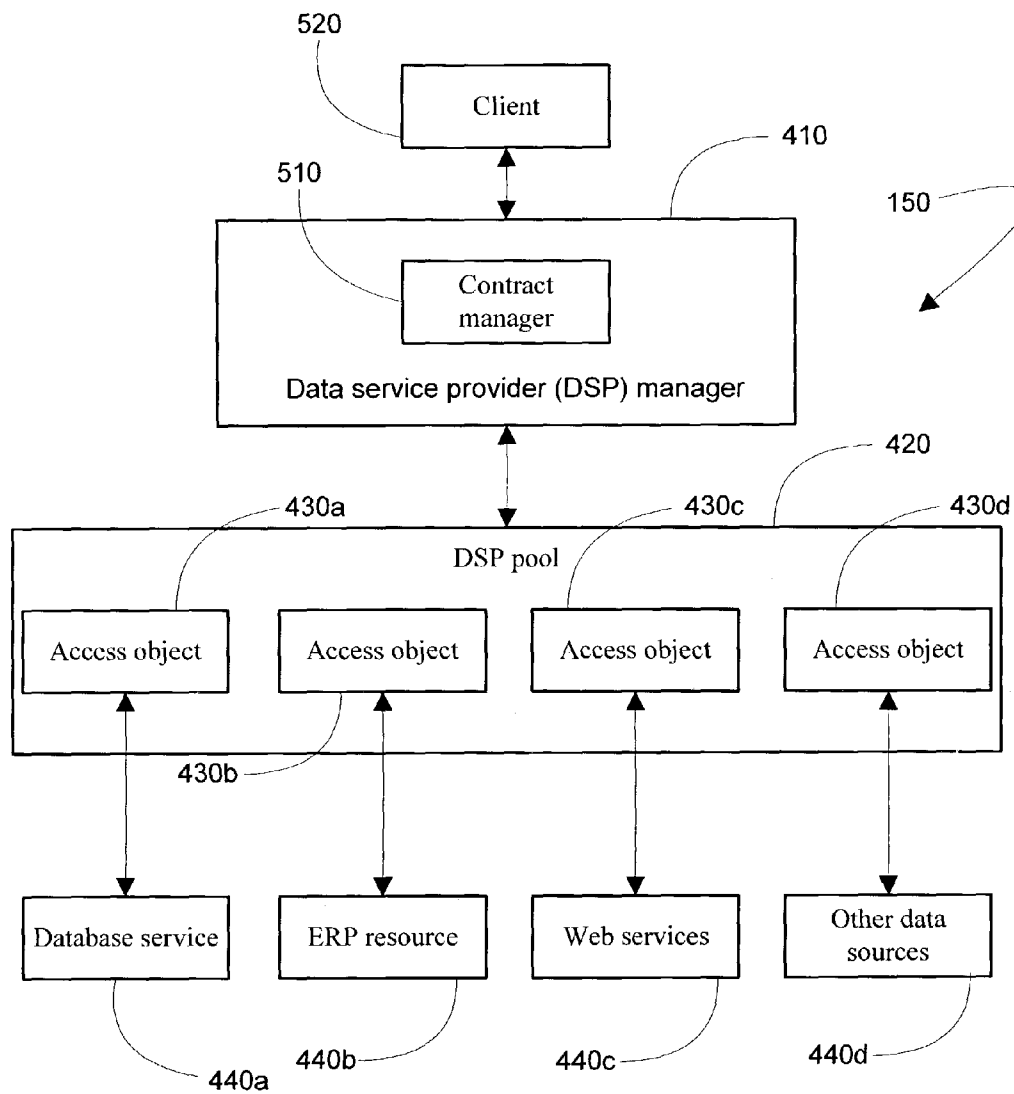 520
Client
410
510
150
Contract
manager
Data service provider (DSP) manager
420
430a
430c
430d
DSP pool
Access object
Access object
Access object
Access object
430b
Database service
ERP resource
Web services
Other data
sources
440a
440b
440c
440d